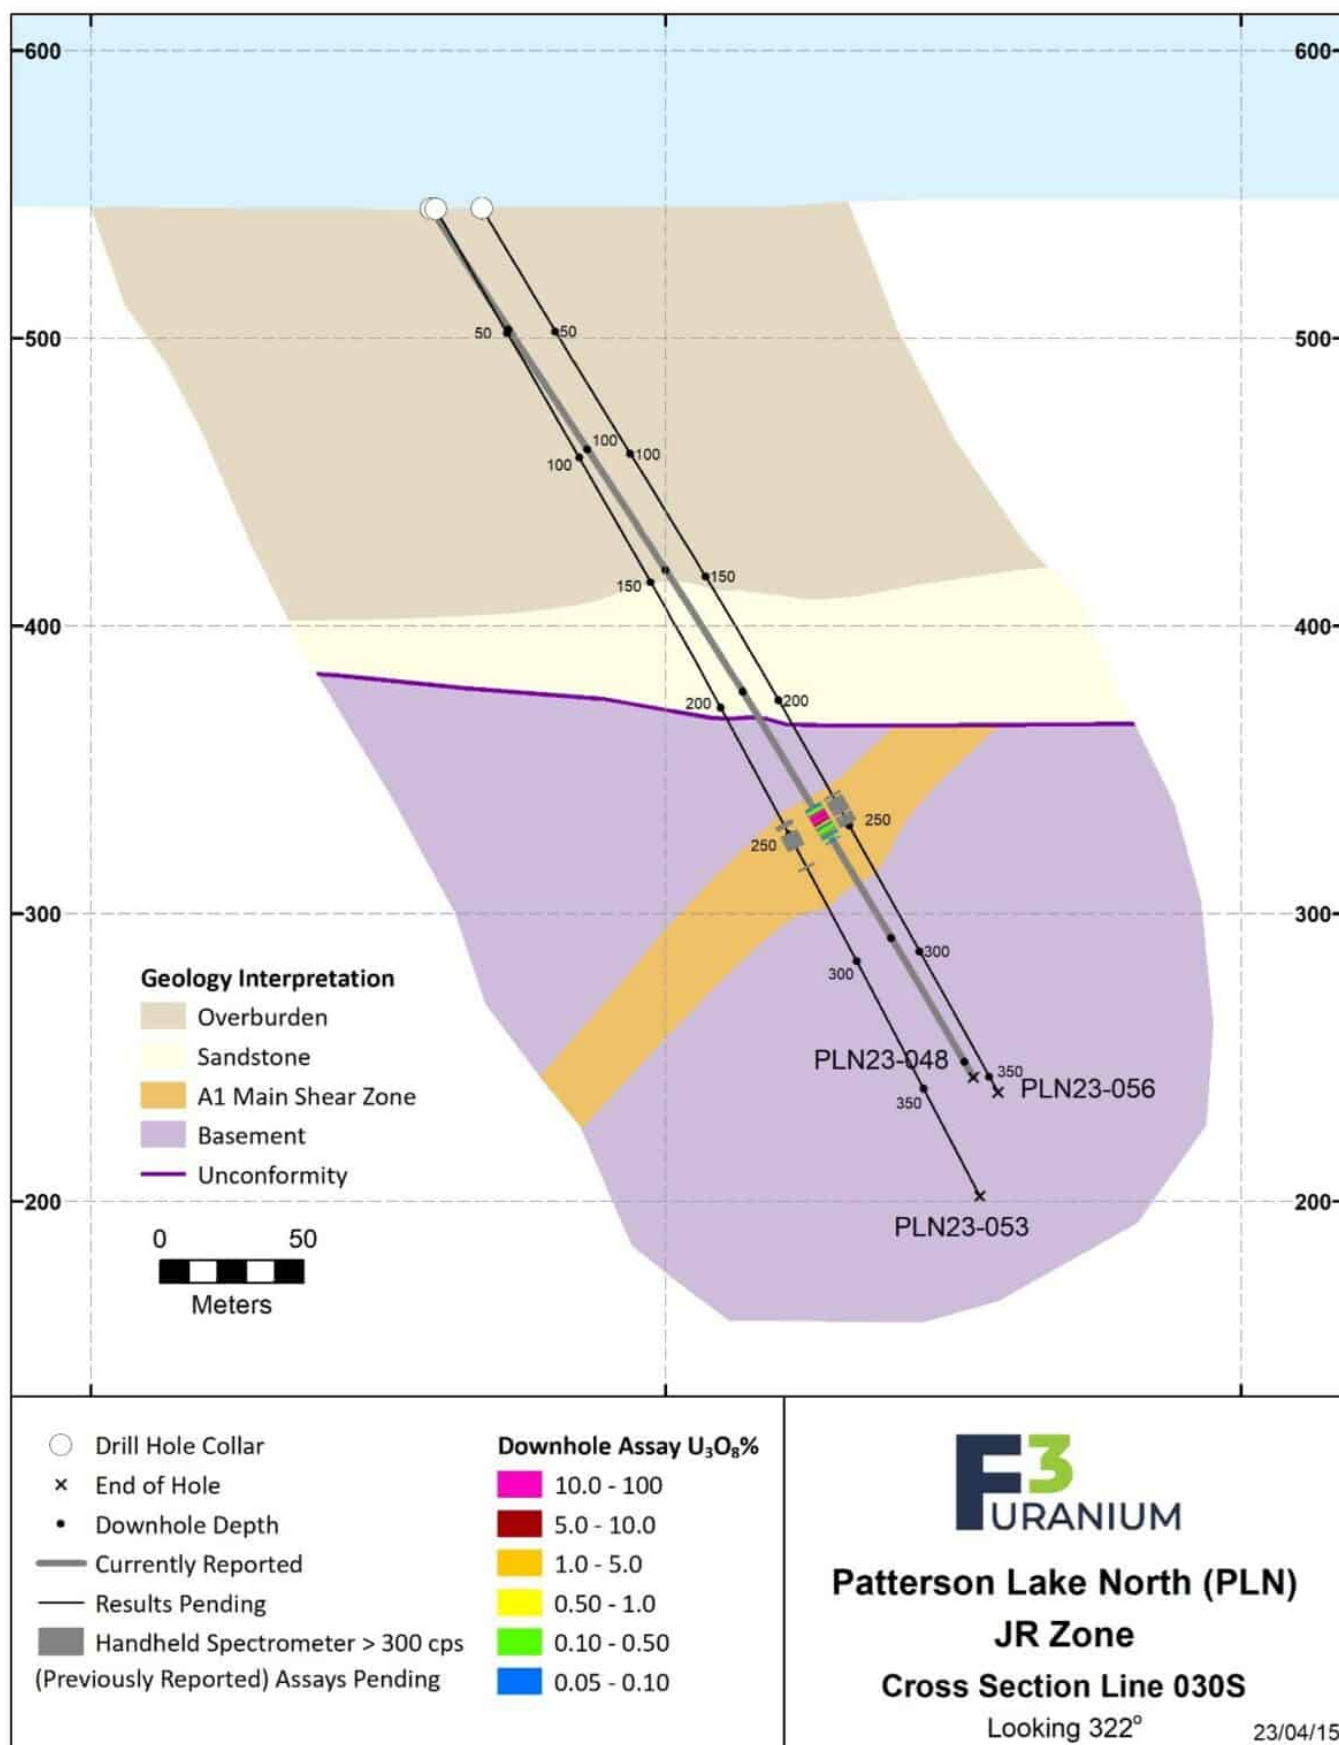 600
600
500
500
400
400
300
300
200
200
50
50
100
100
100
150
150
200
200
250
250
300
300
350
350
PLN23-048
PLN23-056
PLN23-053
Geology Interpretation
Overburden
Sandstone
A1 Main Shear Zone
Basement
Unconformity
0 50
Meters
Drill Hole Collar
End of Hole
Downhole Depth
Currently Reported
Results Pending
Handheld Spectrometer > 300 cps
(Previously Reported) Assays Pending
Downhole Assay U₃O₈%
10.0 - 100
5.0 - 10.0
1.0 - 5.0
0.50 - 1.0
0.10 - 0.50
0.05 - 0.10
F3
URANIUM
Patterson Lake North (PLN)
JR Zone
Cross Section Line 030S
Looking 322°
23/04/15